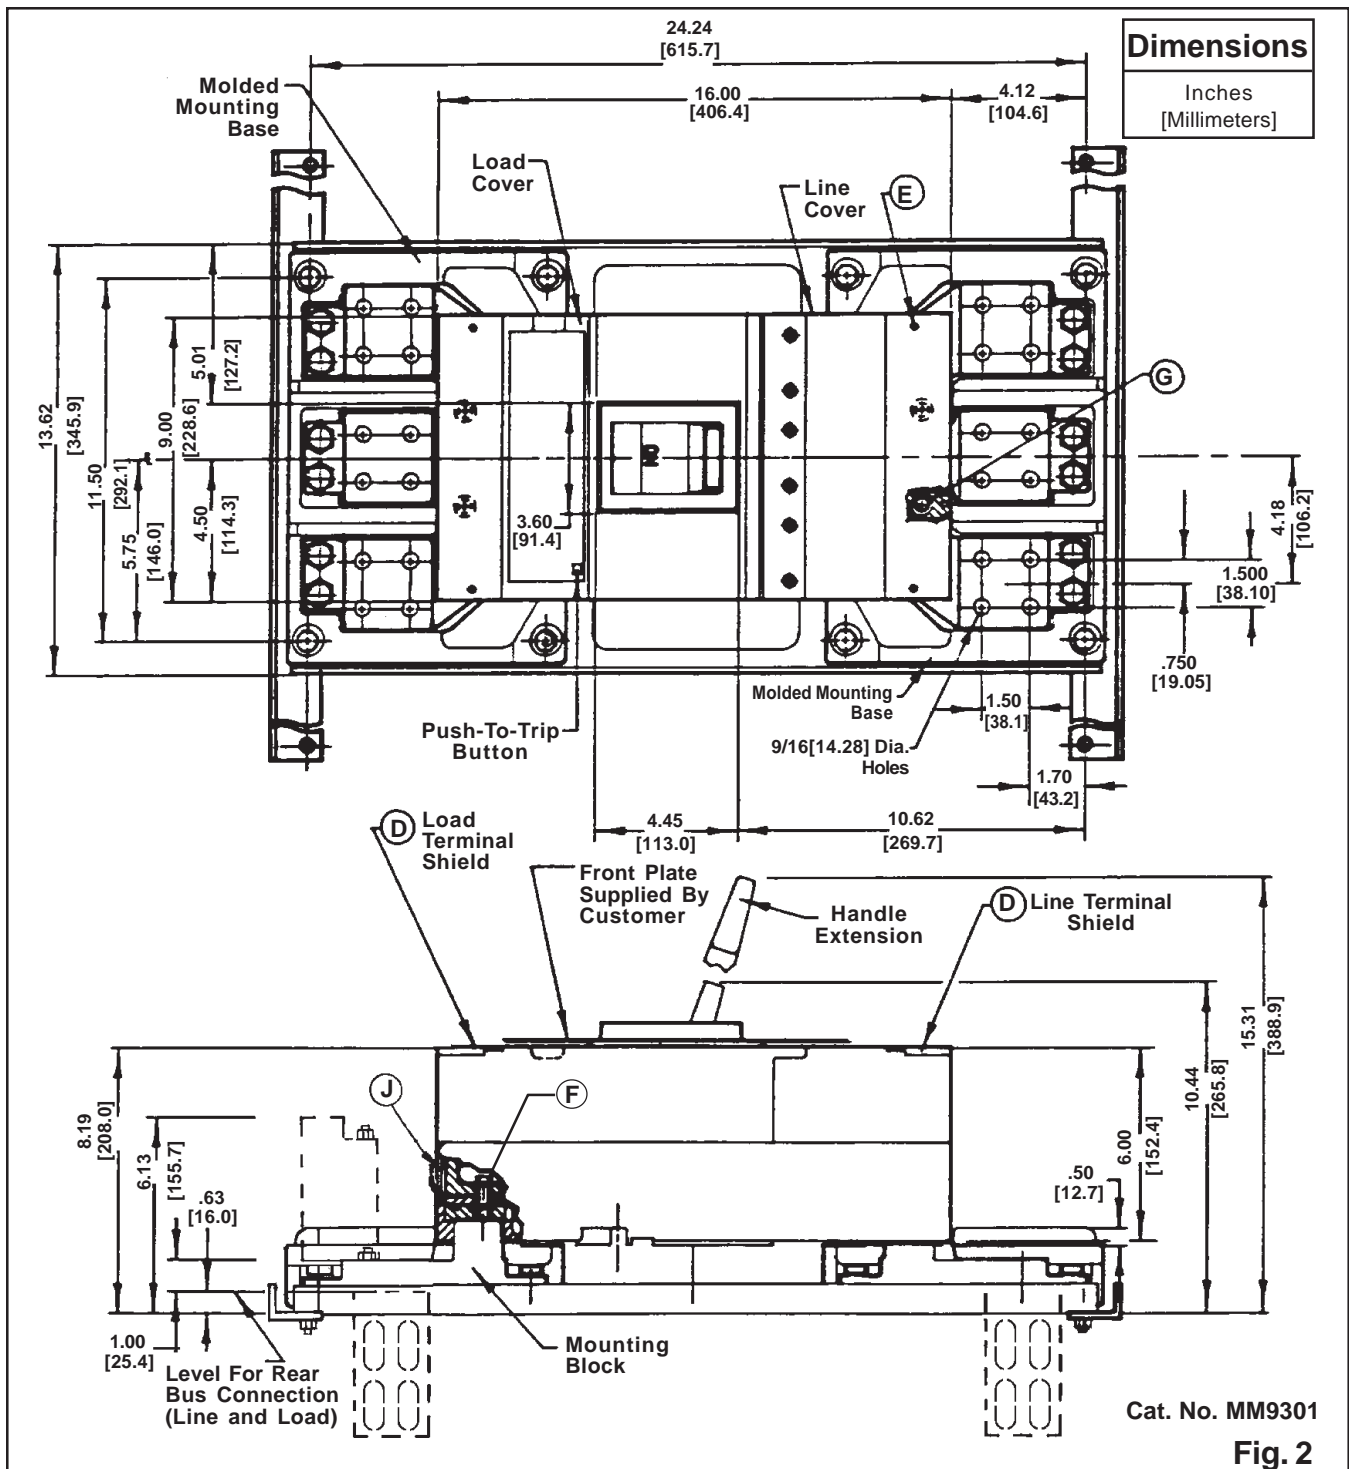 24.24
[615.7]
Dimensions
Inches
[Millimeters]
Molded
Mounting
Base
16.00
[406.4]
4.12
[104.6]
Load
Cover
Line
Cover
E
G
13.62
[345.9]
11.50
[292.1]
9.00
[228.6]
5.01
[127.2]
5.75
[146.0]
4.50
[114.3]
ON
3.60
[91.4]
4.18
[106.2]
1.500
[38.10]
.750
[19.05]
Molded Mounting
Base
1.50
[38.1]
9/16[14.28] Dia.
Holes
1.70
[43.2]
Push-To-Trip
Button
4.45
[113.0]
10.62
[269.7]
D
Load
Terminal
Shield
Front Plate
Supplied By
Customer
Handle
Extension
D
Line Terminal
Shield
15.31
[388.9]
10.44
[265.8]
J
F
8.19
[208.0]
6.13
[155.7]
.63
[16.0]
6.00
[152.4]
.50
[12.7]
1.00
[25.4]
Level For Rear
Bus Connection
(Line and Load)
Mounting
Block
Cat. No. MM9301
Fig. 2